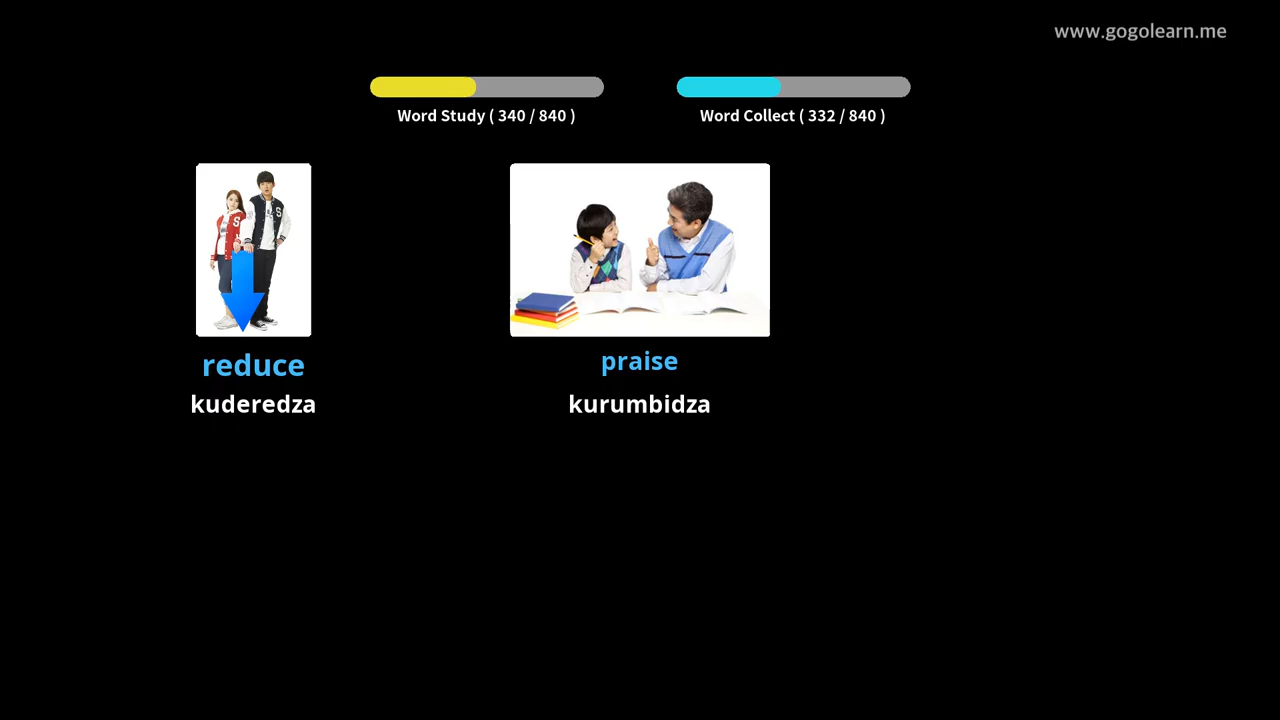 www.gogolearn.me
Word Study ( 340 / 840 )
Word Collect ( 332 / 840 )
S
S
reduce
kuderedza
praise
kurumbidza